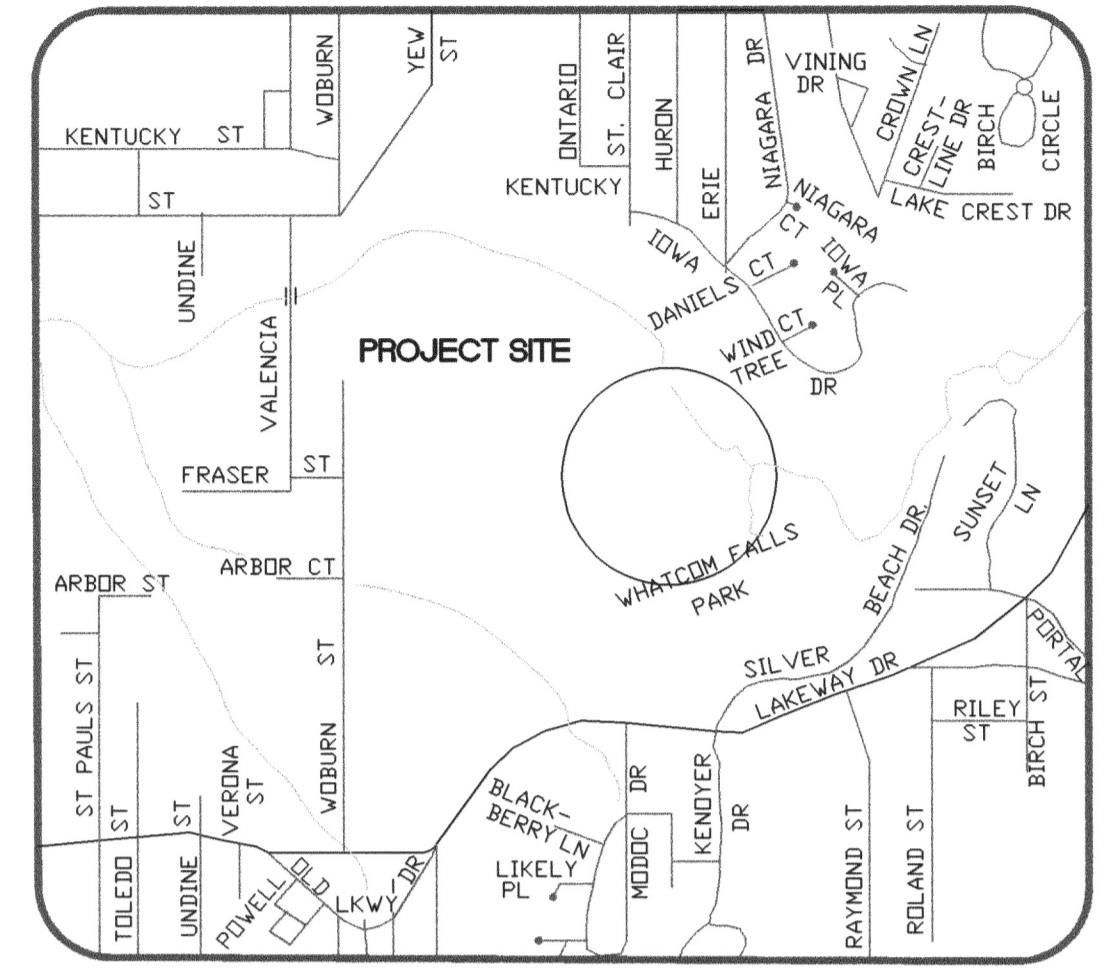 WOBURN
YEW
ST
ONTARIO
ST. CLAIR
HURON
ERIE
NIAGARA DR
VINING
DR
CROWN LN
CREST-
LINE DR
BIRCH
CIRCLE
KENTUCKY ST
ST
UNDINE
KENTUCKY
NIAGARA
CT
LAKE CREST DR
IOWA
DANIELS CT
IOWA
PL
WIND
TREE
CT
DR
VALENCIA
PROJECT SITE
FRASER ST
ARBOR CT
ARBOR ST
WHATCOM FALLS
PARK
BEACH DR.
SUNSET
LN
ST PAULS ST
WOBURN ST
SILVER
LAKEWAY DR
PORTAL
RILEY
ST
BIRCH ST
TOLEDO ST
UNDINE ST
VERONA
ST
POWELL
OLD
LKWY DR
BLACK-
BERRY LN
LIKELY
PL
MODOC DR
KENOYER
DR
RAYMOND ST
ROLAND ST